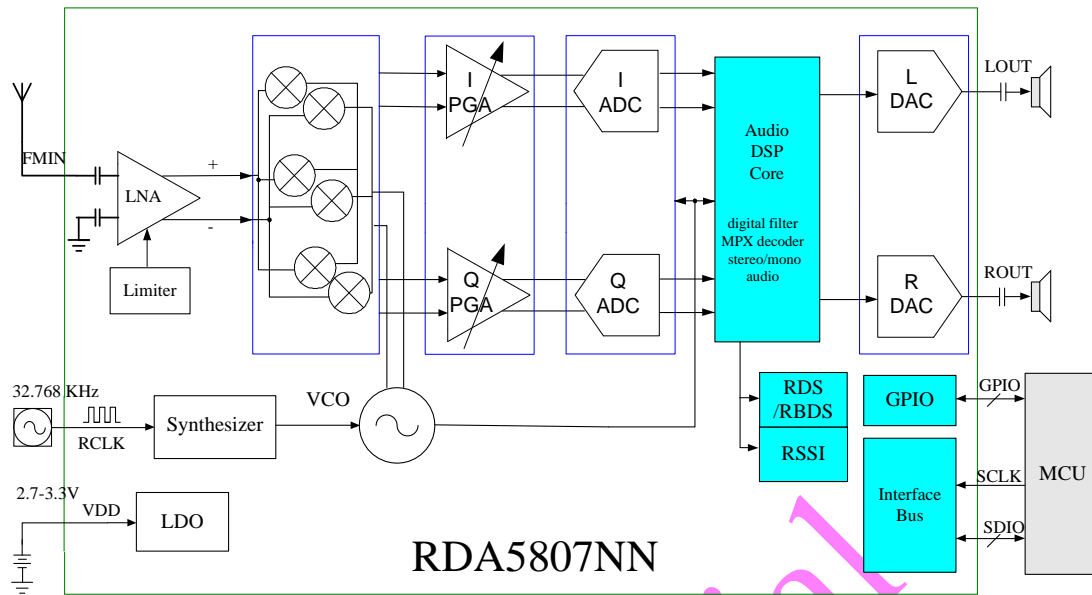 FMIN
LNA
+
-
Limiter
I
PGA
I
ADC
Q
PGA
Q
ADC
Audio
DSP
Core
digital filter
MPX decoder
stereo/mono
audio
L
DAC
LOUT
R
DAC
ROUT
32.768 KHz
RCLK
Synthesizer
VCO
RDS
/RBDS
RSSI
GPIO
GPIO
Interface
Bus
SCLK
SDIO
MCU
2.7-3.3V
VDD
LDO
RDA5807NN